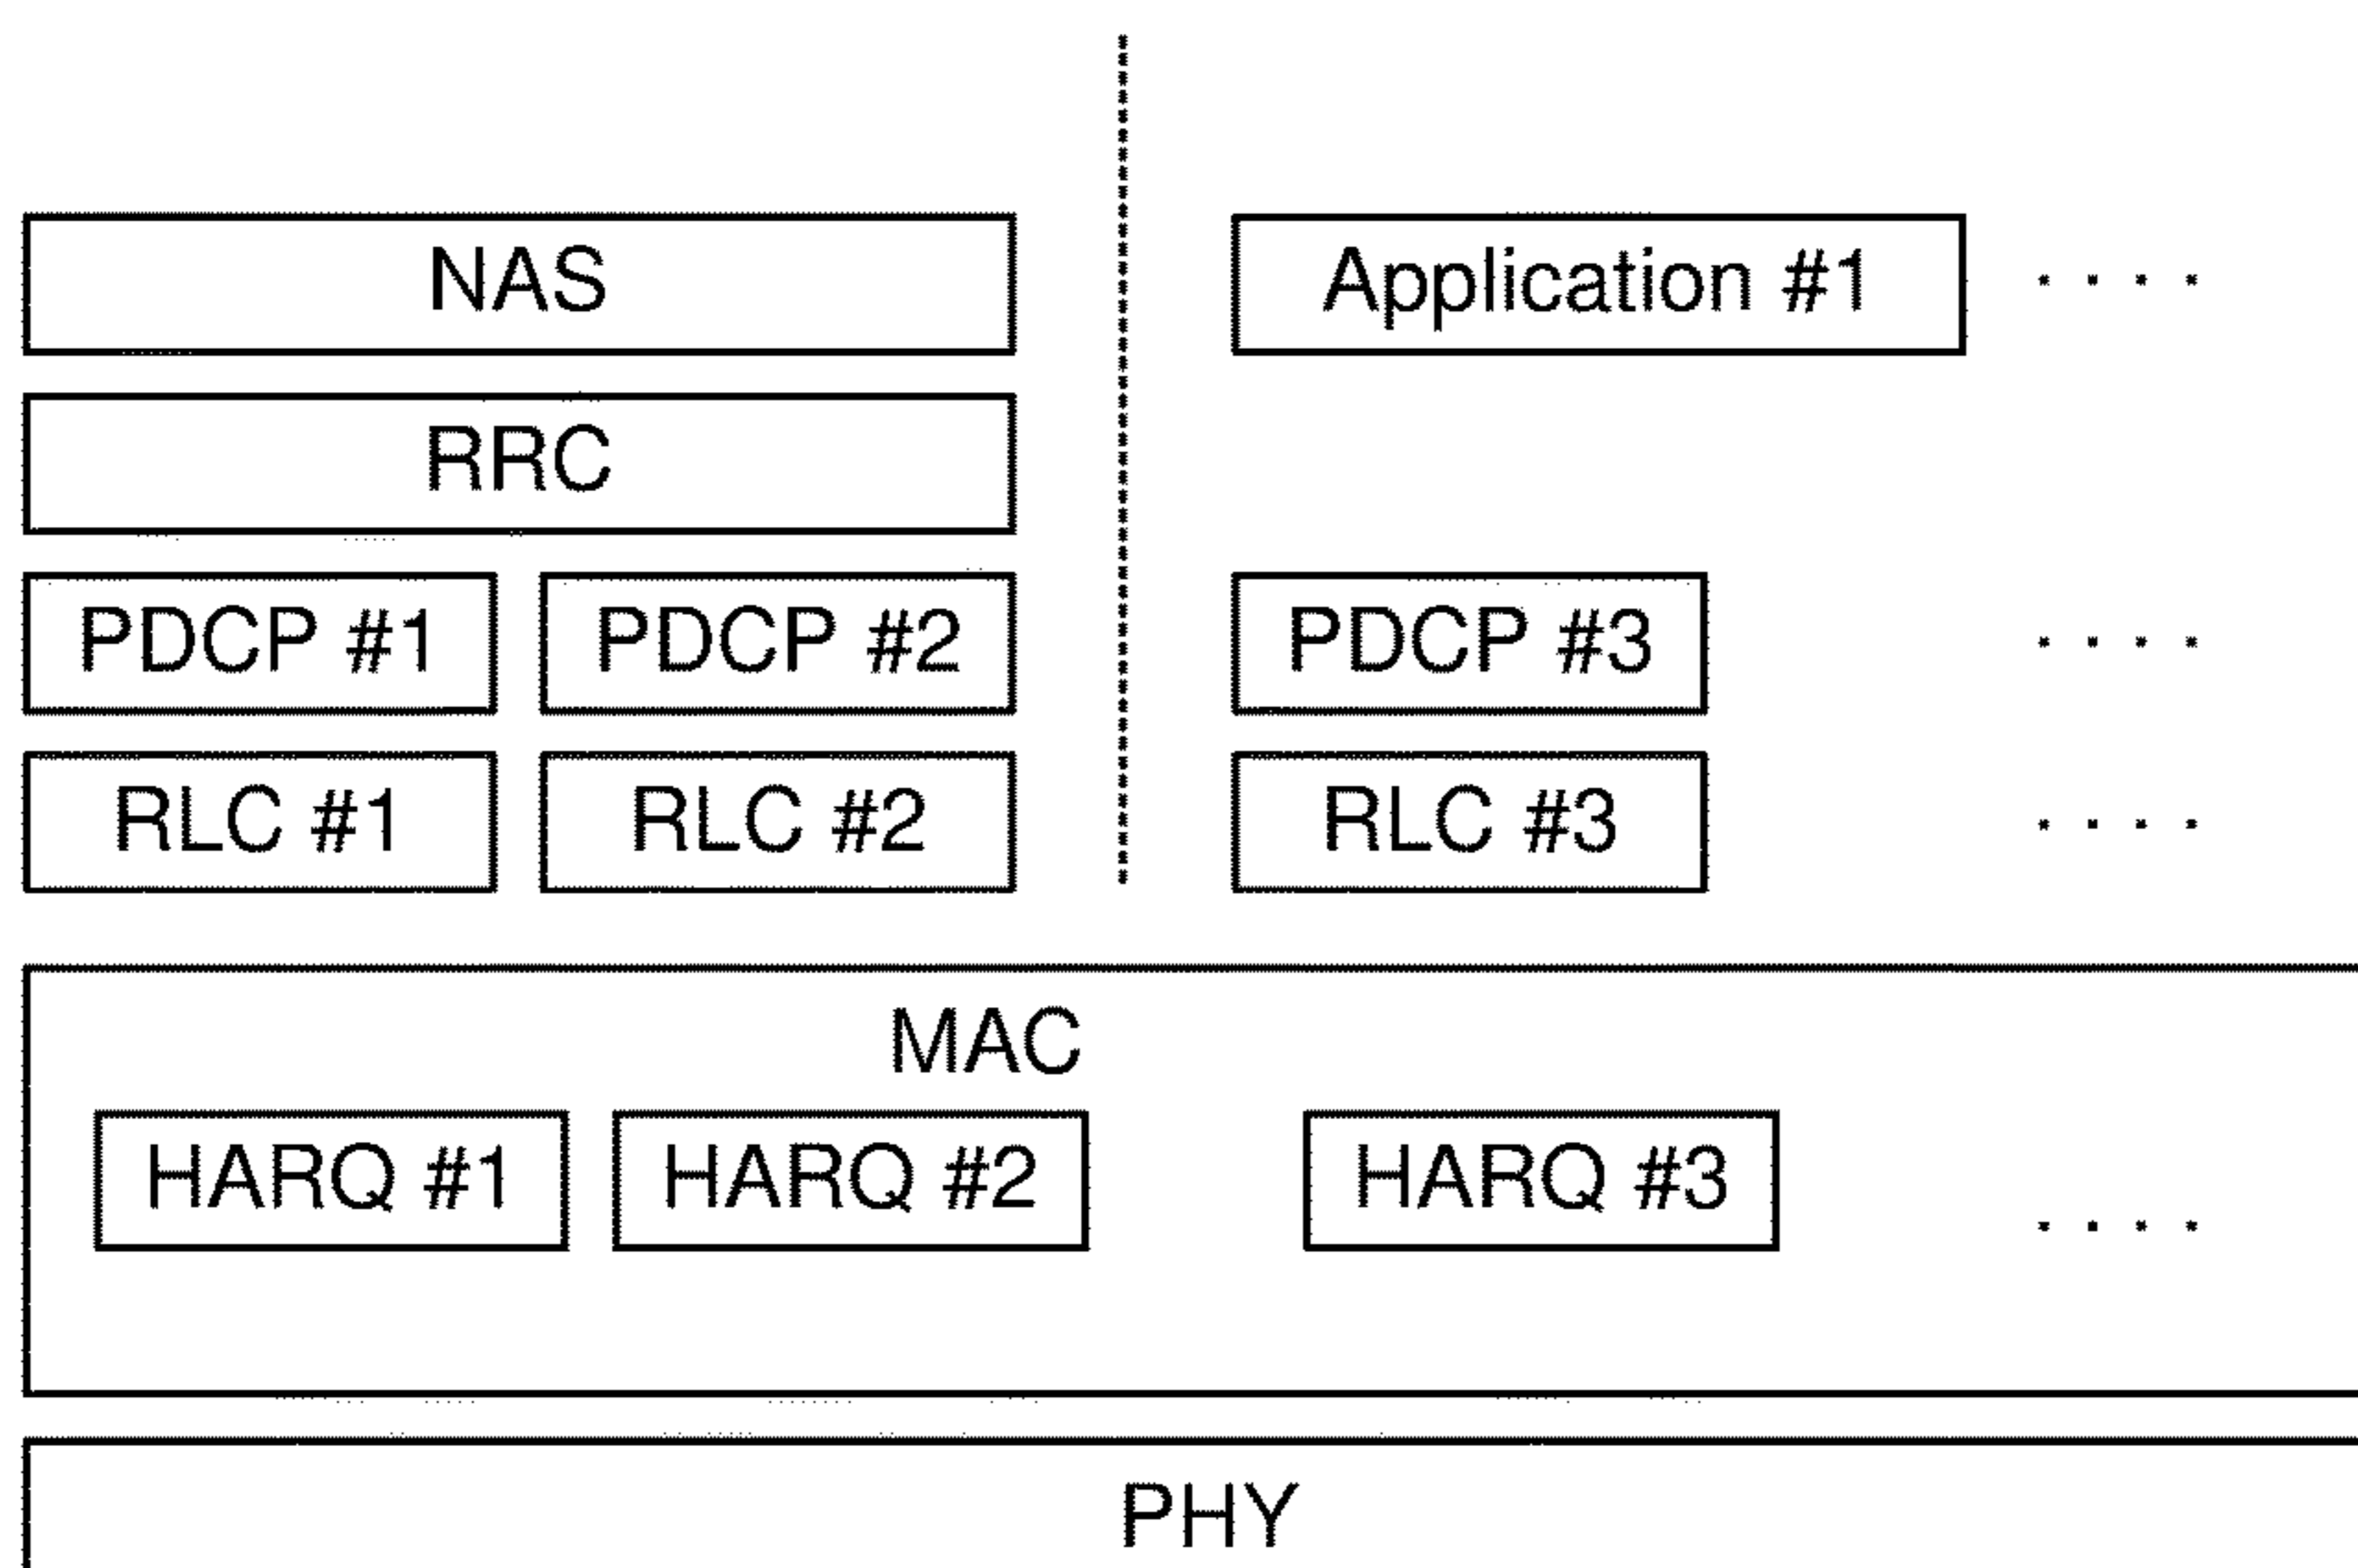 NAS Application #1 ....
RRC
PDCP #1 PDCP #2 PDCP #3 ....
RLC #1 RLC #2 RLC #3 ....
MAC
HARQ #1 HARQ #2 HARQ #3 ....
PHY